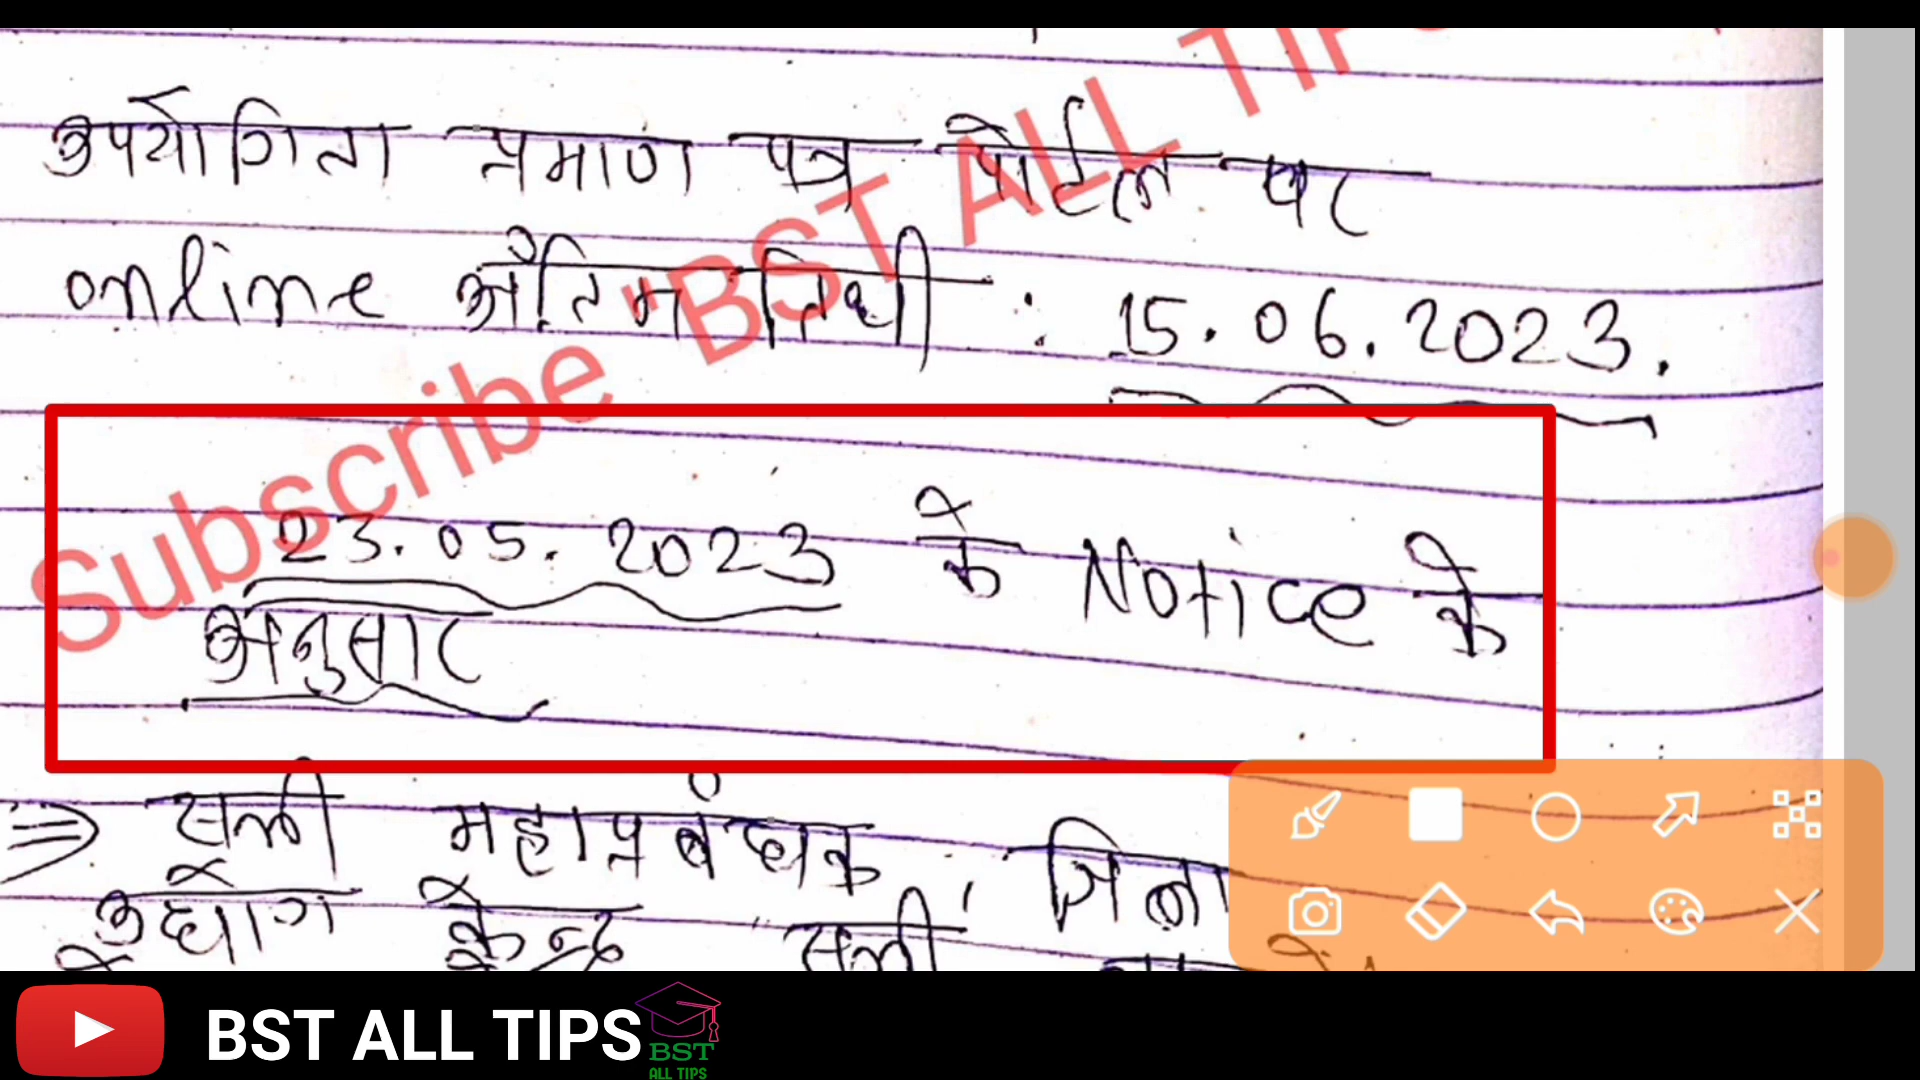 उपयोगिता प्रमाण पत्र पोर्टल पर
online अंतिम तिथी : 15.06.2023.
23.05.2023 के Notice के
अनुसार
⇒ सभी महाप्रबंधक, जिला
उद्योग केन्द्र सभी
Subscribe "BST ALL TIPS
BST ALL TIPS
BST
ALL TIPS